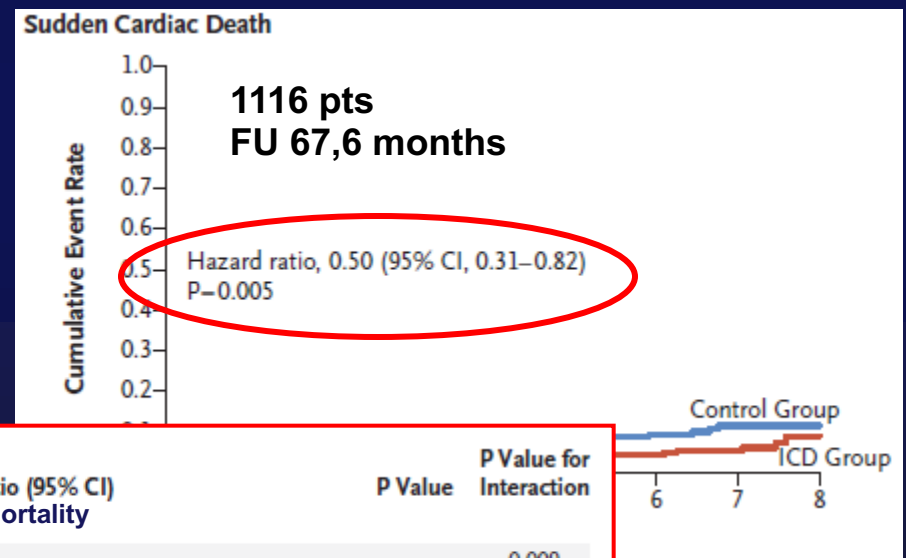 Sudden Cardiac Death
1.0
1116 pts
0.9
FU 67,6 months
0.8
0.7
0.6
Hazard ratio, 0.50 (95% CI, 0.31–0.82)
0.5
P=0.005
0.4
0.3
0.2
Cumulative Event Rate
Control Group
ICD Group
6 7 8
P Value for
(95% CI) P Value Interaction